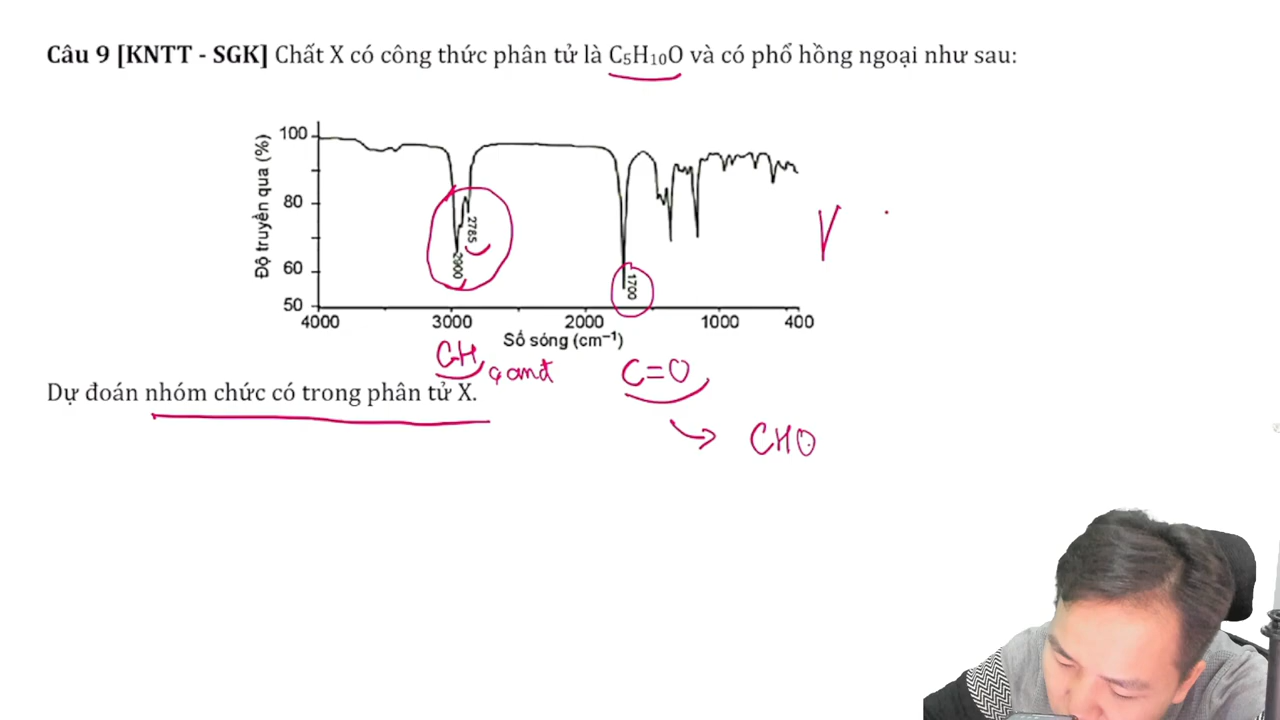 Câu 9 [KNTT - SGK] Chất X có công thức phân tử là C₅H₁₀O và có phổ hồng ngoại như sau:
Độ truyền qua (%)
100
80
60
50
2785
2900
1700
4000 3000 2000 1000 400
Số sóng (cm⁻¹)
CH
C=O
Dự đoán nhóm chức có trong phân tử X.
CHO